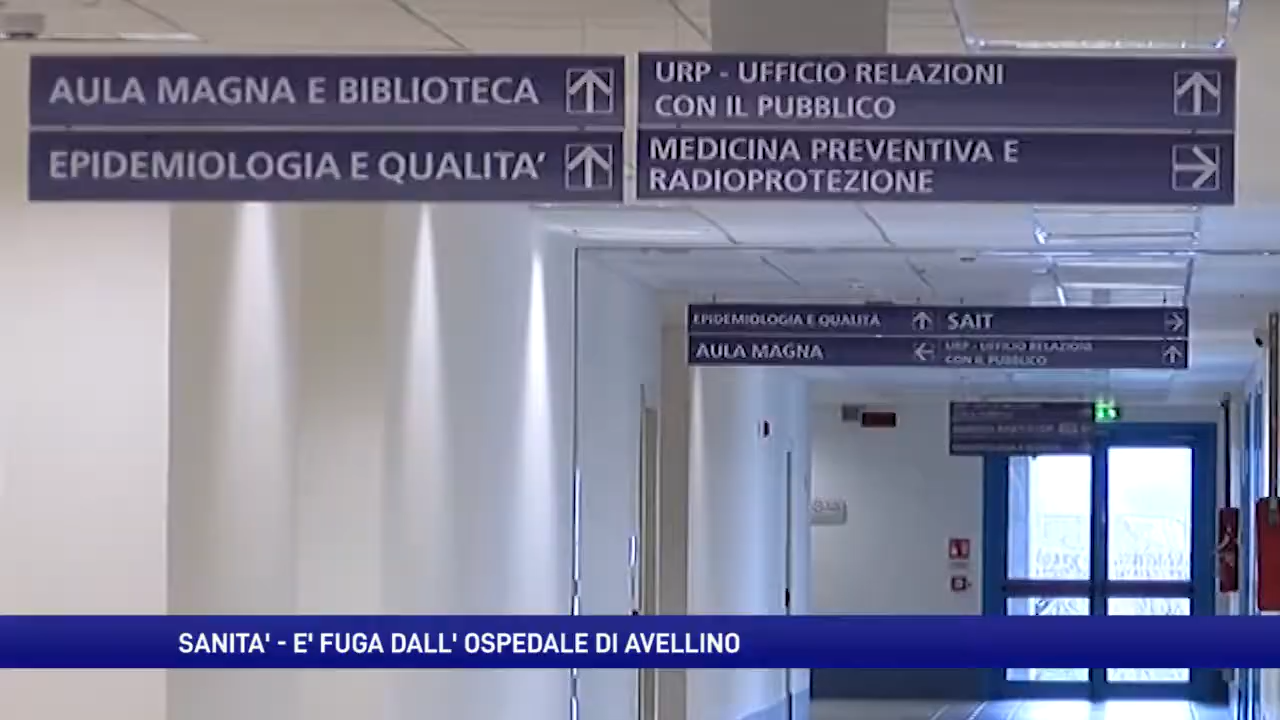 AULA MAGNA E BIBLIOTECA
EPIDEMIOLOGIA E QUALITA'
URP - UFFICIO RELAZIONI
CON IL PUBBLICO
MEDICINA PREVENTIVA E
RADIOPROTEZIONE
EPIDEMIOLOGIA E QUALITA
SAIT
AULA MAGNA
URP - UFFICIO RELAZIONI
CON IL PUBBLICO
SANITA' - E' FUGA DALL' OSPEDALE DI AVELLINO